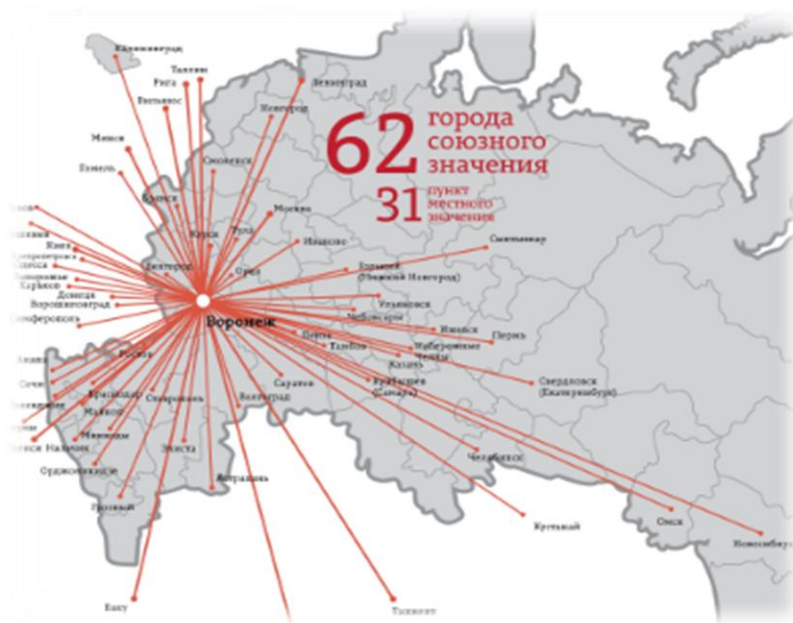 Калининград
Таллин
Рига
Ленинград
Вильнюс
Новгород
62
города
союзного
значения
31
пункт
местного
значения
Минск
Смоленск
Гомель
Брянск
Москва
Курск
Тула
Иваново
Сыктывкар
Киев
Белгород
Орел
Горький
(Нижний Новгород)
Харьков
Донецк
Ворошиловград
Ульяновск
Чебоксары
Воронеж
Ижевск
Пермь
Пенза
Тамбов
Набережные
Челны
Казань
Ростов
Саратов
Куйбышев
(Самара)
Свердловск
(Екатеринбург)
Сочи
Краснодар
Ставрополь
Волгоград
Майкоп
Нальчик
Элиста
Челябинск
Орджоникидзе
Астрахань
Грозный
Кустанай
Омск
Баку
Ташкент